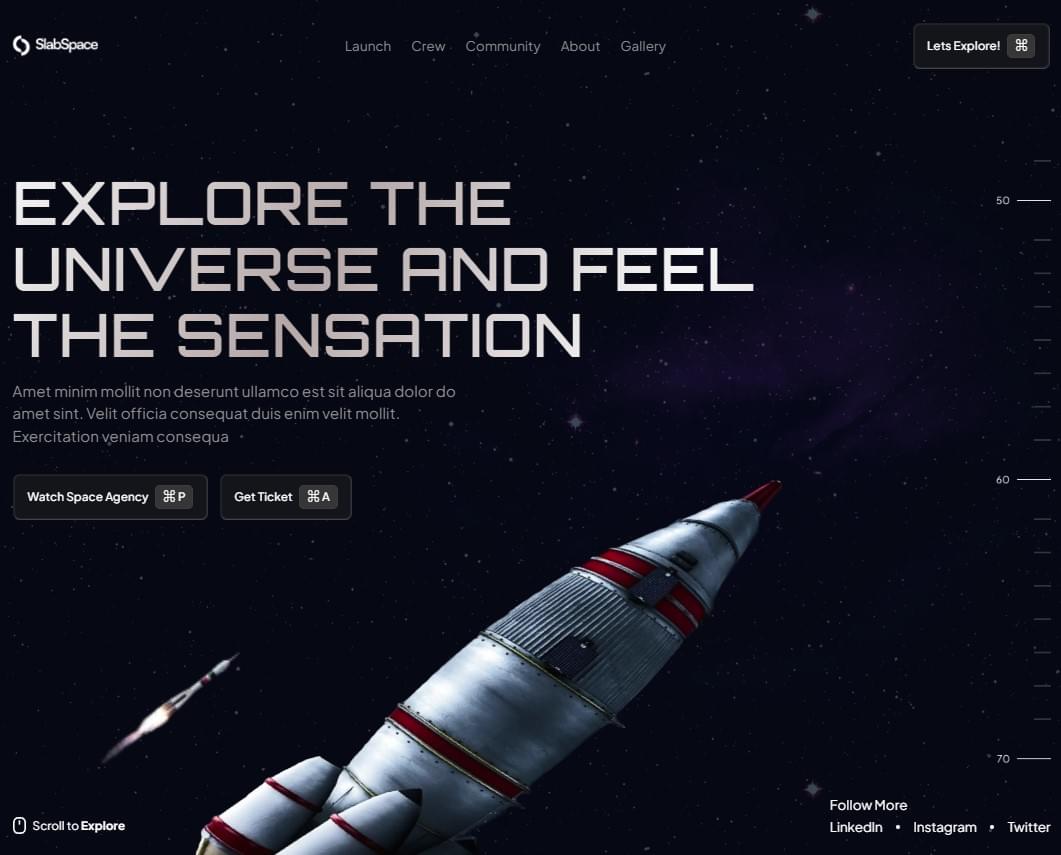 SlabSpace
Launch Crew Community About Gallery
Lets Explore! ⌘
EXPLORE THE
UNIVERSE AND FEEL
THE SENSATION
Amet minim mollit non deserunt ullamco est sit aliqua dolor do
amet sint. Velit officia consequat duis enim velit mollit.
Exercitation veniam consequa
Watch Space Agency ⌘ P
Get Ticket ⌘ A
50
60
70
Scroll to Explore
Follow More
LinkedIn • Instagram • Twitter